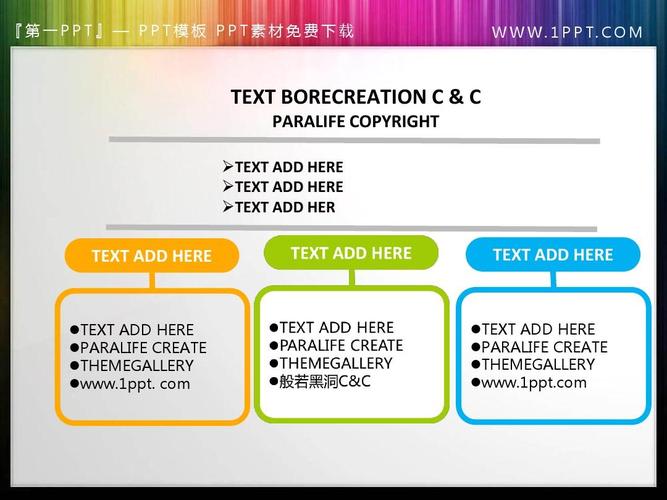 『第一PPT』— PPT模板 PPT素材免费下载
WWW.1PPT.COM
TEXT BORECREATION C & C
PARALIFE COPYRIGHT
➢TEXT ADD HERE
➢TEXT ADD HERE
➢TEXT ADD HER
TEXT ADD HERE
●TEXT ADD HERE
●PARALIFE CREATE
●THEMEGALLERY
●www.1ppt. com
TEXT ADD HERE
●TEXT ADD HERE
●PARALIFE CREATE
●THEMEGALLERY
●般若黑洞C&C
TEXT ADD HERE
●TEXT ADD HERE
●PARALIFE CREATE
●THEMEGALLERY
●www.1ppt.com